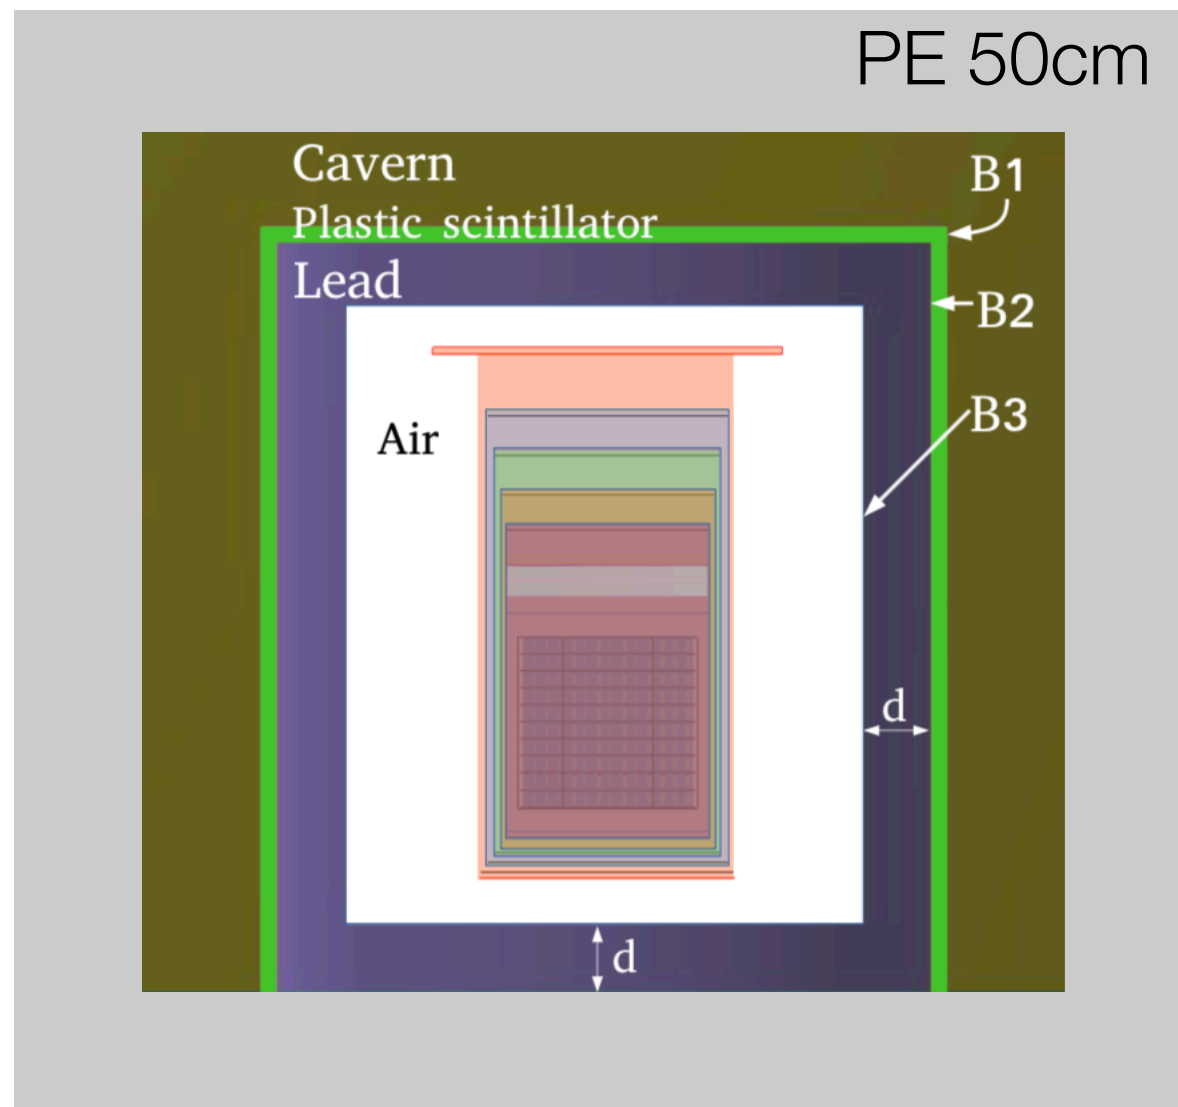 PE 50cm
Cavern
B1
Plastic scintillator
Lead
B2
B3
Air
d
d